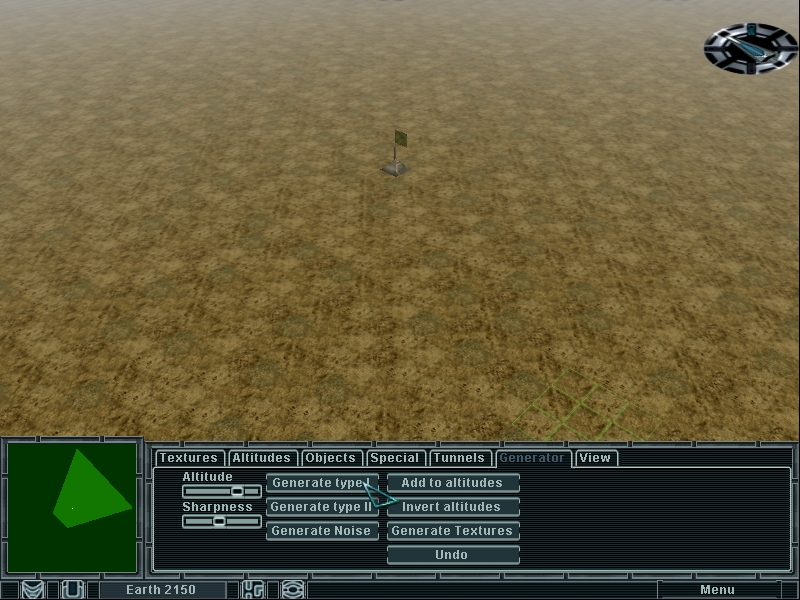 Textures Altitudes Objects Special Tunnels Generator View
Altitude
Generate type I Add to altitudes
Sharpness
Generate type II Invert altitudes
Generate Noise Generate Textures
Undo
Earth 2150 Menu